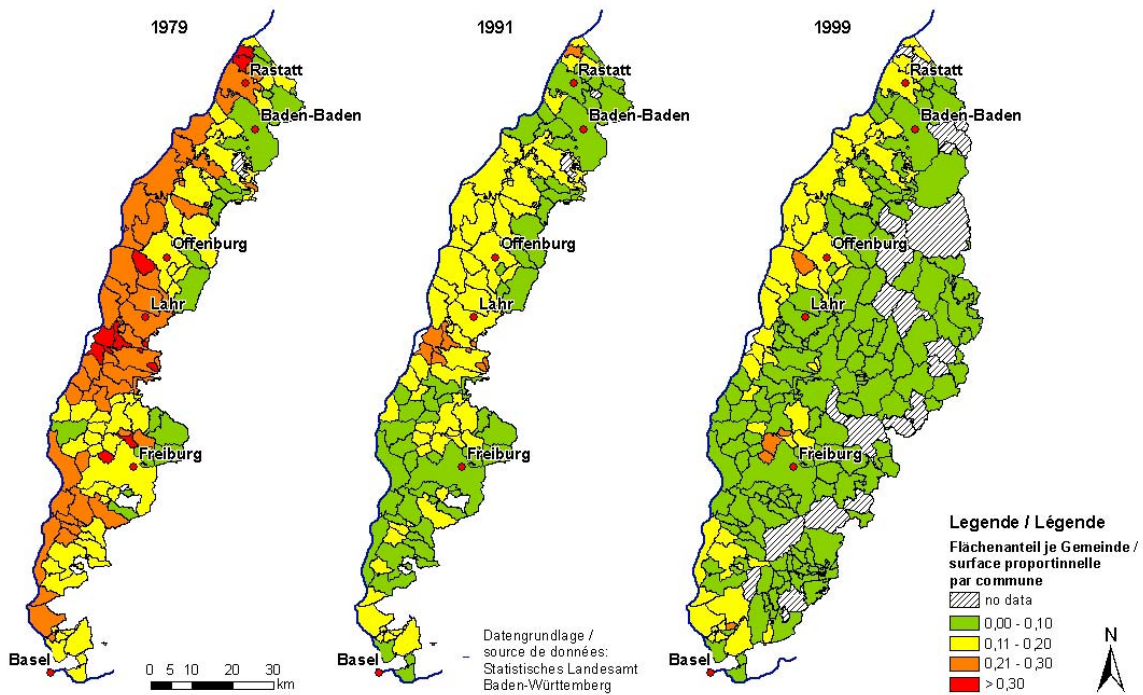 1979
Rastatt
Baden-Baden
Offenburg
Lahr
Freiburg
Basel
0 5 10 20 30
km
1991
Rastatt
Baden-Baden
Offenburg
Lahr
Freiburg
Basel
Datengrundlage /
source de données:
Statistisches Landesamt
Baden-Württemberg
1999
Rastatt
Baden-Baden
Offenburg
Lahr
Freiburg
Basel
Legende / Légende
Flächenanteil je Gemeinde /
surface proportinnelle
par commune
no data
0,00 - 0,10
0,11 - 0,20
0,21 - 0,30
> 0,30
N